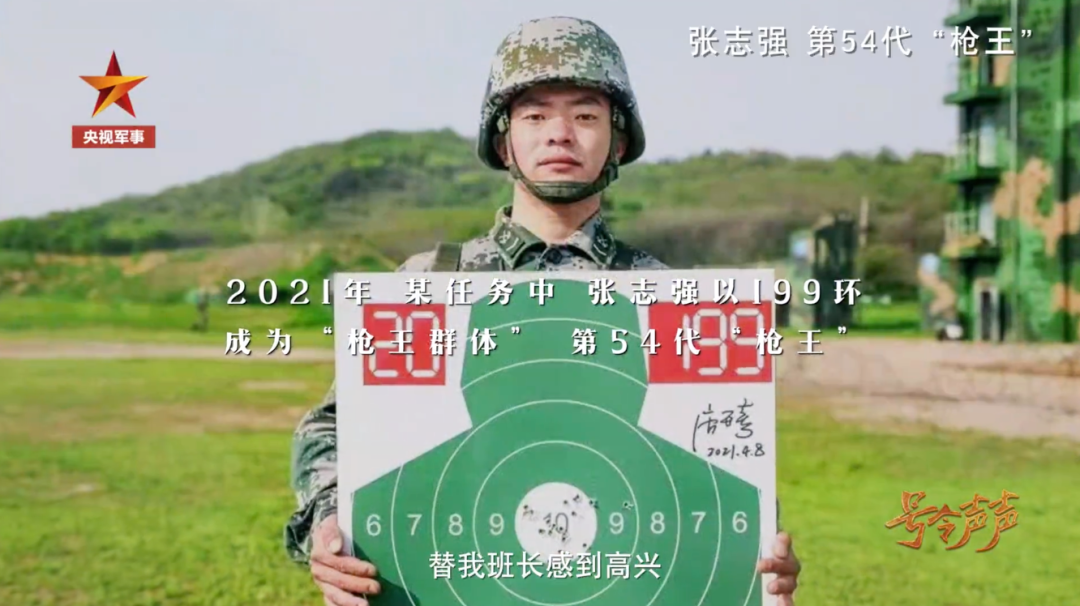 张志强 第54代“枪王”
央视军事
2021年 某任务中 张志强以199环
成为“枪王群体” 第54代“枪王”
20
199
2021.4.8
6 7 8 9 10 9 8 7 6
号令声声
替我班长感到高兴